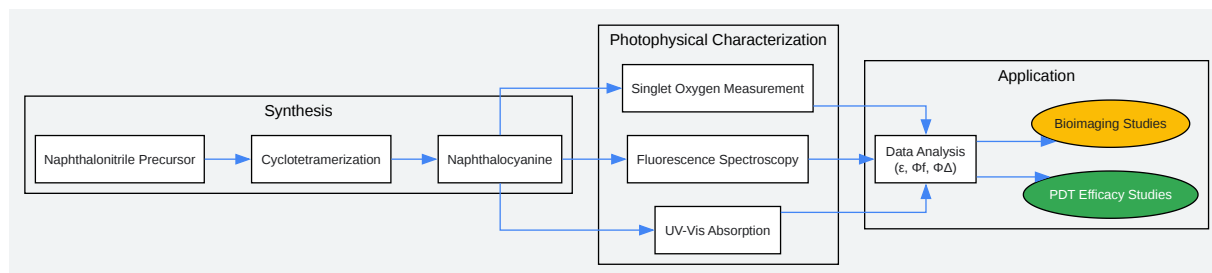 Synthesis
Naphthalonitrile Precursor
Cyclotetramerization
Naphthalocyanine
Photophysical Characterization
Singlet Oxygen Measurement
Fluorescence Spectroscopy
UV-Vis Absorption
Application
Data Analysis
(ε, Φf, ΦΔ)
Bioimaging Studies
PDT Efficacy Studies